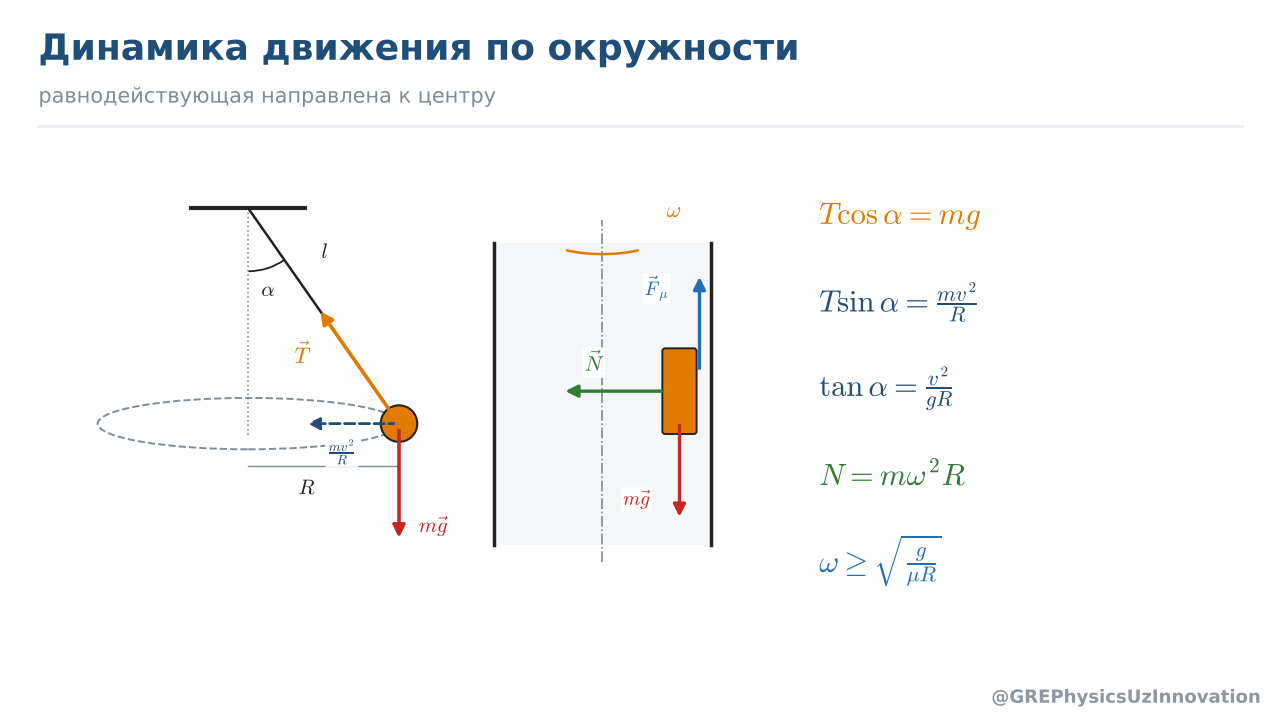 Динамика движения по окружности
равнодействующая направлена к центру
l
α
T⃗
mv²/R
R
mg⃗
ω
F⃗_μ
N⃗
mg⃗
T cos α = mg
T sin α = mv²/R
tan α = v²/gR
N = mω²R
ω ≥ √(g/μR)
@GREPhysicsUzInnovation